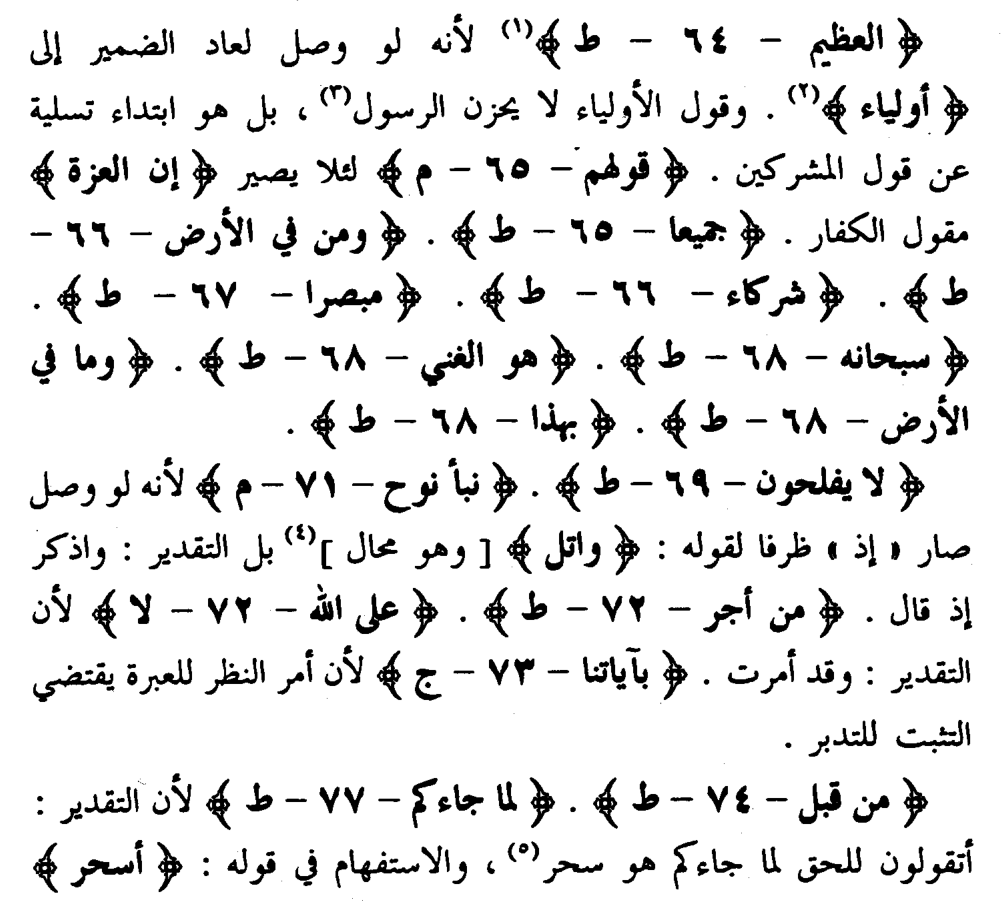 ﴿ العظيم – ٦٤ – ط ﴾(١) لأنه لو وصل لعاد الضمير إلى
﴿ أولياء ﴾(٢) . وقول الأولياء لا يحزن الرسول(٣) ، بل هو ابتداء تسلية
عن قول المشركين . ﴿ قولهم – ٦٥ – م ﴾ لئلا يصير ﴿ إن العزة ﴾
مقول الكفار . ﴿ جميعا – ٦٥ – ط ﴾ . ﴿ ومن في الأرض – ٦٦ –
ط ﴾ . ﴿ شركاء – ٦٦ – ط ﴾ . ﴿ مبصرا – ٦٧ – ط ﴾ .
﴿ سبحانه – ٦٨ – ط ﴾ . ﴿ هو الغني – ٦٨ – ط ﴾ . ﴿ وما في
الأرض – ٦٨ – ط ﴾ . ﴿ بهذا – ٦٨ – ط ﴾ .
﴿ لا يفلحون – ٦٩ – ط ﴾ . ﴿ نبأ نوح – ٧١ – م ﴾ لأنه لو وصل
صار « إذ » ظرفا لقوله : ﴿ واتل ﴾ [ وهو محال ](٤) بل التقدير : واذكر
إذ قال . ﴿ من أجر – ٧٢ – ط ﴾ . ﴿ على الله – ٧٢ – لا ﴾ لأن
التقدير : وقد أمرت . ﴿ بآياتنا – ٧٣ – ج ﴾ لأن أمر النظر للعبرة يقتضي
التثبت للتدبر .
﴿ من قبل – ٧٤ – ط ﴾ . ﴿ لما جاءكم – ٧٧ – ط ﴾ لأن التقدير :
أتقولون للحق لما جاءكم هو سحر(٥) ، والاستفهام في قوله : ﴿ أسحر ﴾